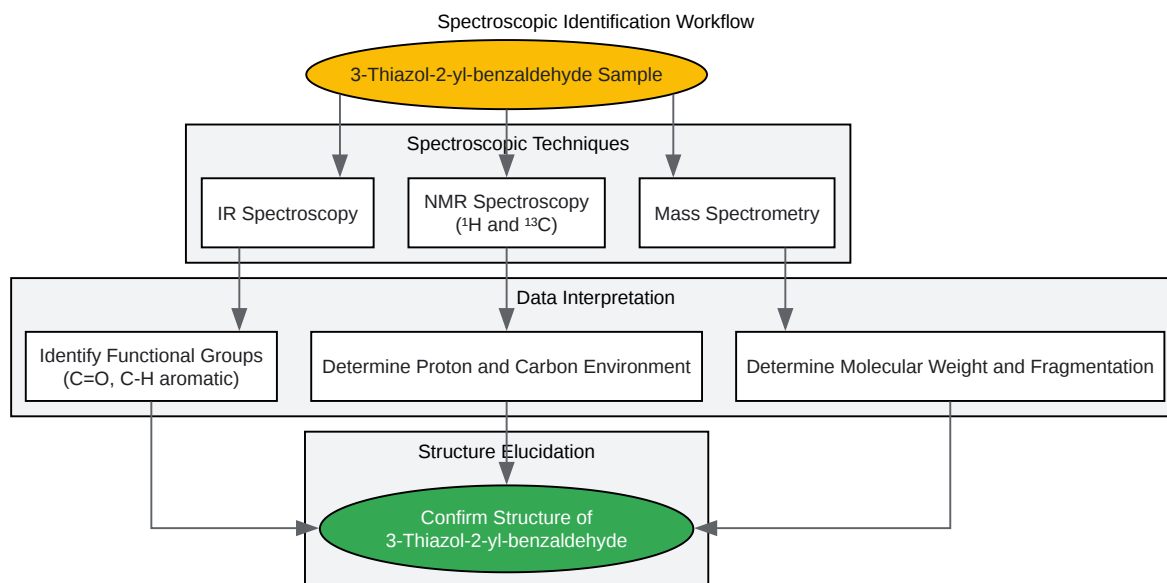 Spectroscopic Identification Workflow
3-Thiazol-2-yl-benzaldehyde Sample
Spectroscopic Techniques
IR Spectroscopy
NMR Spectroscopy
(¹H and ¹³C)
Mass Spectrometry
Data Interpretation
Identify Functional Groups
(C=O, C-H aromatic)
Determine Proton and Carbon Environment
Determine Molecular Weight and Fragmentation
Structure Elucidation
Confirm Structure of
3-Thiazol-2-yl-benzaldehyde